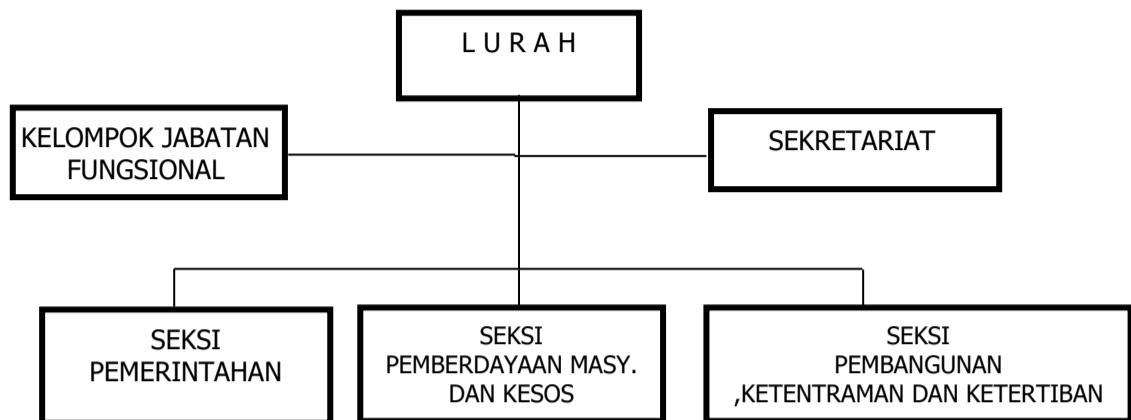 L U R A H
KELOMPOK JABATAN
FUNGSIONAL
SEKRETARIAT
SEKSI
PEMERINTAHAN
SEKSI
PEMBERDAYAAN MASY.
DAN KESOS
SEKSI
PEMBANGUNAN
,KETENTRAMAN DAN KETERTIBAN